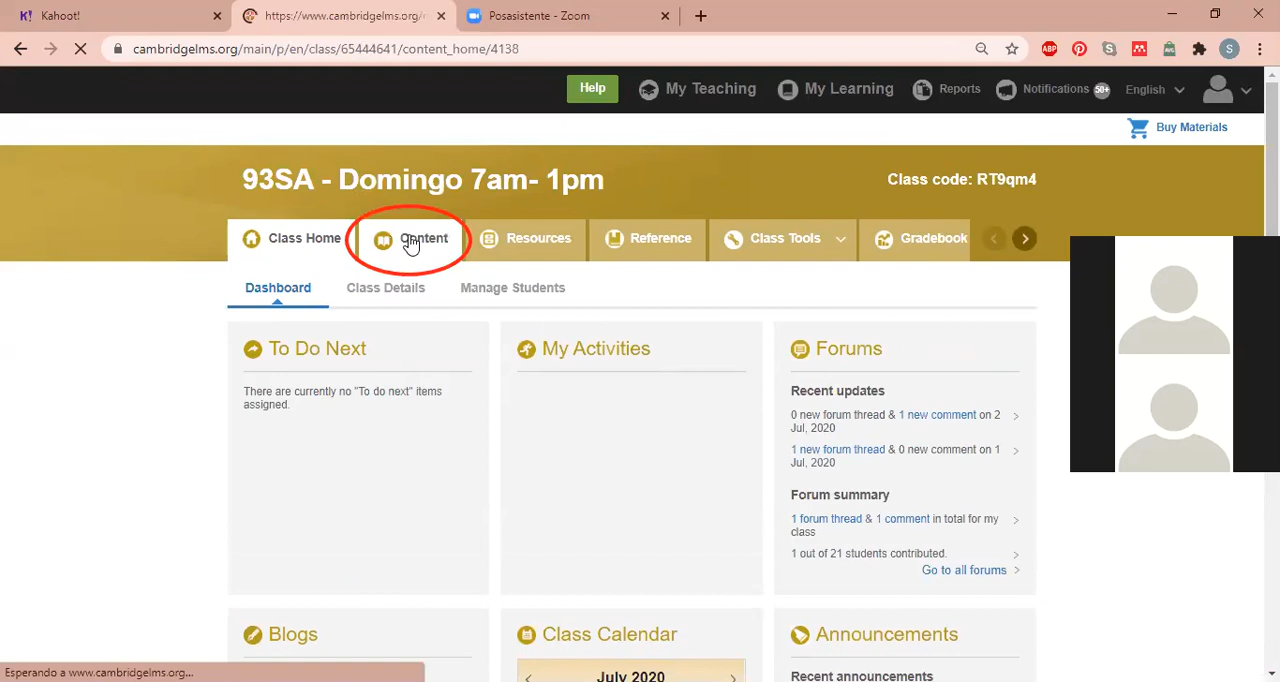 Kahoot!
https://www.cambridgelms.org/
Posasistente - Zoom
cambridgelms.org/main/p/en/class/65444641/content_home/4138
ABP
S
Help
My Teaching
My Learning
Reports
Notifications 50+
English
Buy Materials
93SA - Domingo 7am- 1pm
Class code: RT9qm4
Class Home
Content
Resources
Reference
Class Tools
Gradebook
Dashboard
Class Details
Manage Students
To Do Next
There are currently no "To do next" items
assigned.
My Activities
Forums
Recent updates
0 new forum thread & 1 new comment on 2
Jul, 2020
1 new forum thread & 0 new comment on 1
Jul, 2020
Forum summary
1 forum thread & 1 comment in total for my
class
1 out of 21 students contributed.
Go to all forums
Blogs
Class Calendar
July 2020
Announcements
Recent announcements
Esperando a www.cambridgelms.org...